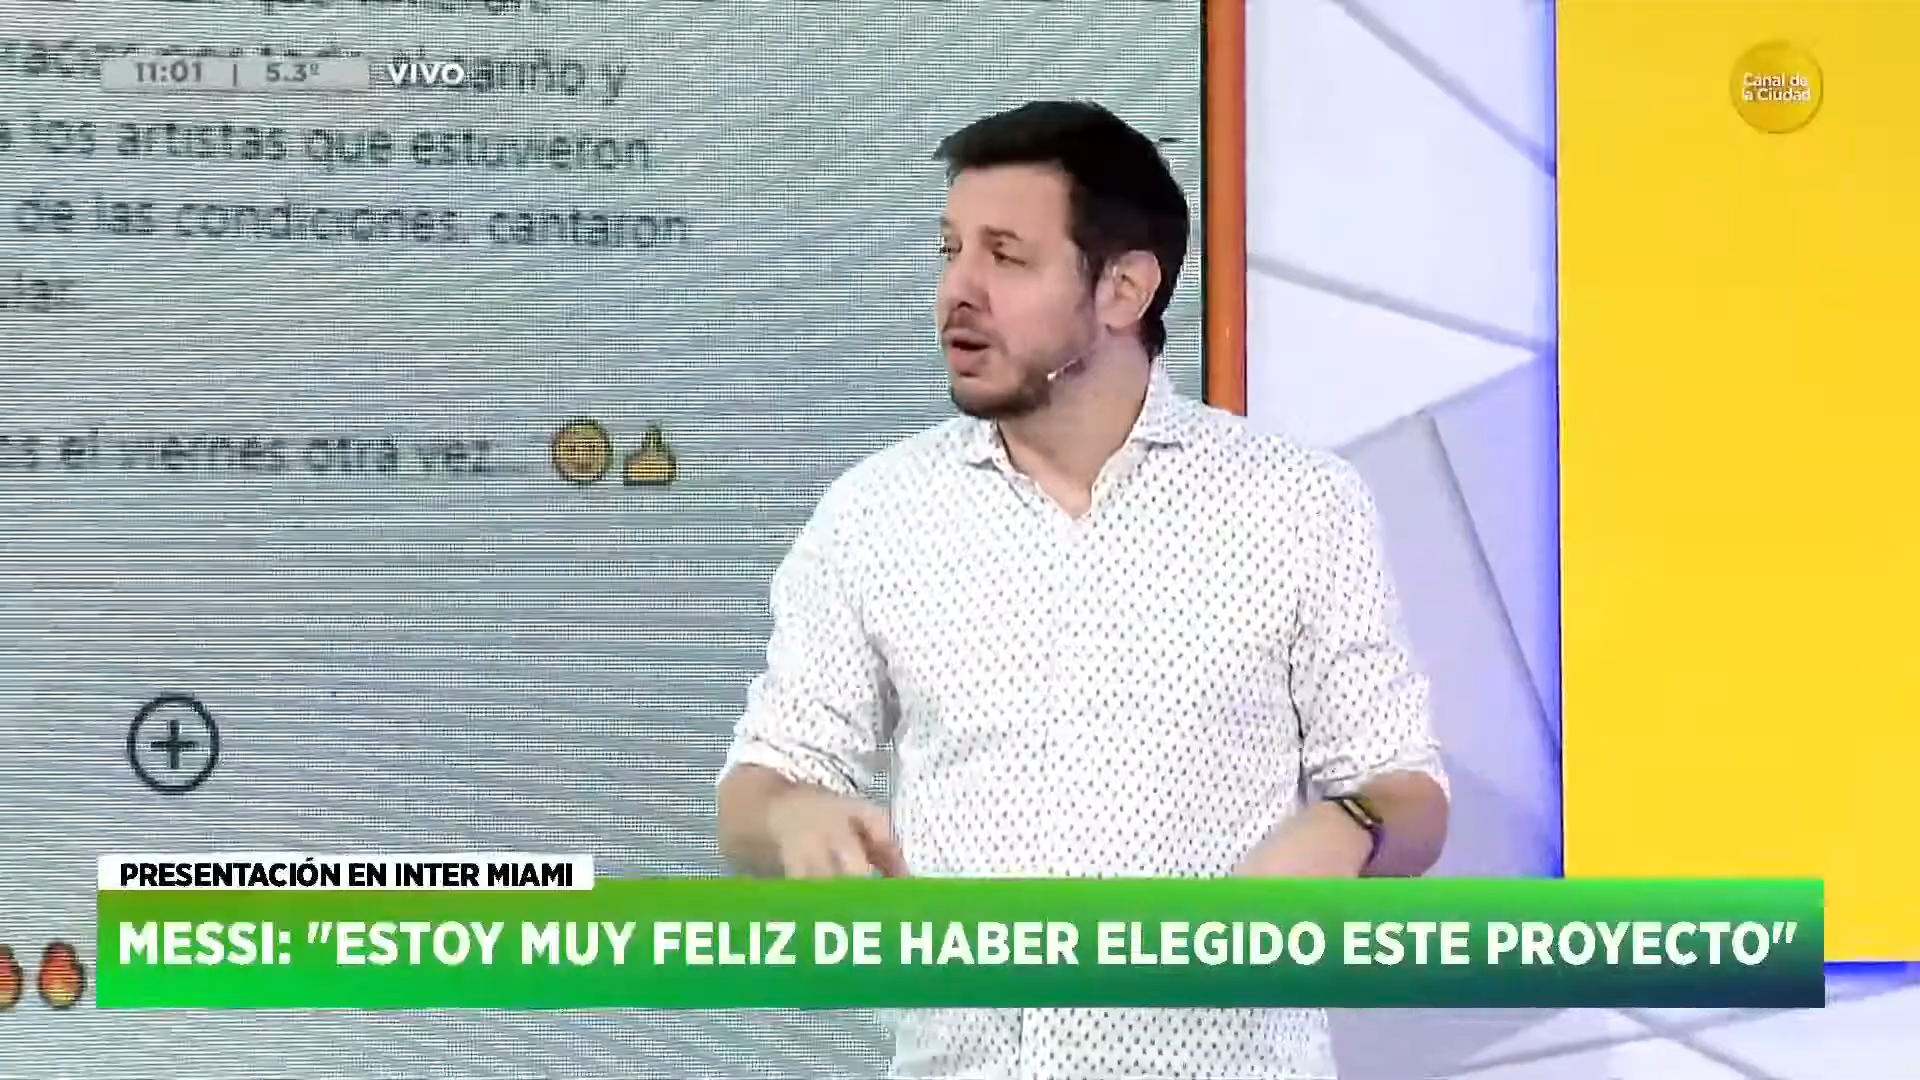 11:01 | 5.3º VIVO
cariño y
Canal de
la Ciudad
a los artistas que estuvieron
de las condiciones, cantaron
el viernes otra vez
PRESENTACIÓN EN INTER MIAMI
MESSI: "ESTOY MUY FELIZ DE HABER ELEGIDO ESTE PROYECTO"